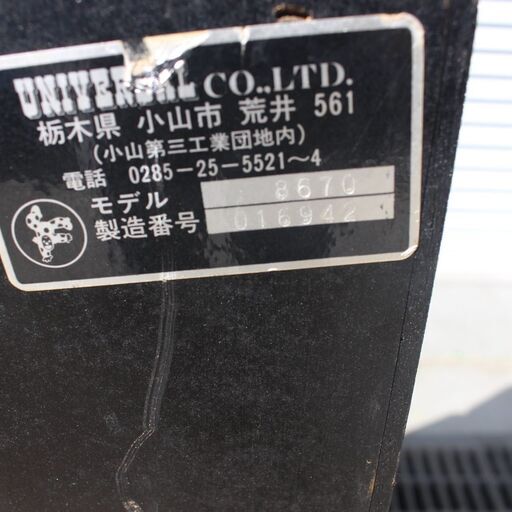 UNIVERSAL CO.,LTD.
栃木県 小山市 荒井 561
(小山第三工業団地内)
電話 0285-25-5521〜4
モデル 8670
製造番号 016942